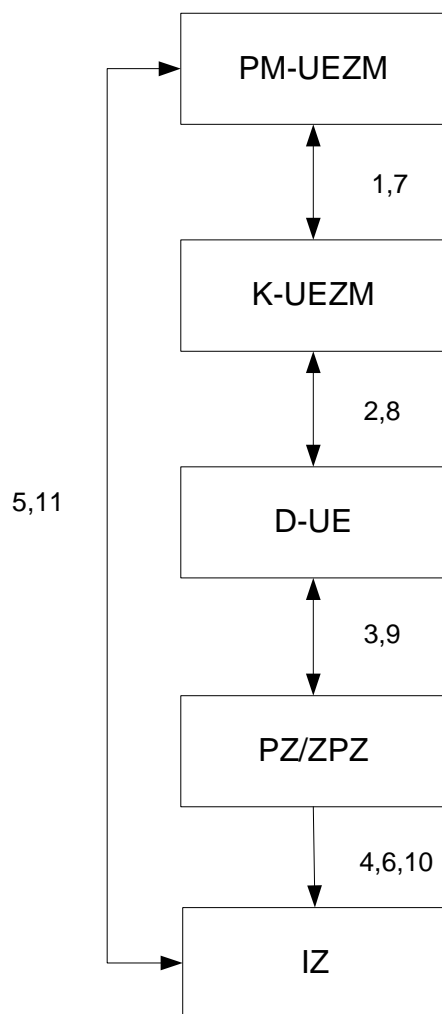 PM-UEZM
1,7
K-UEZM
2,8
5,11
D-UE
3,9
PZ/ZPZ
4,6,10
IZ